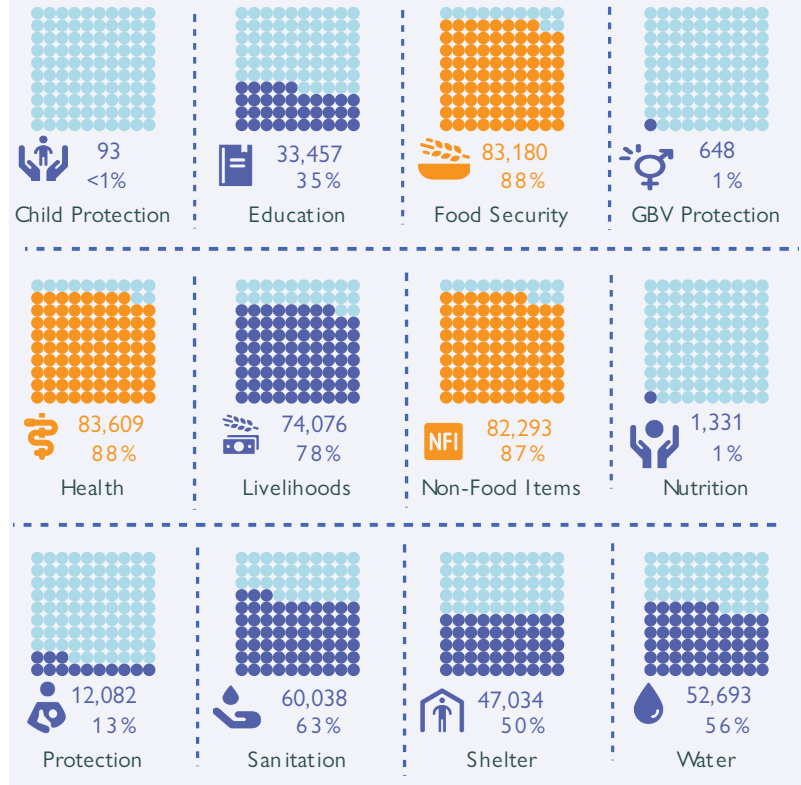 93
<1%
Child Protection
33,457
35%
Education
83,180
88%
Food Security
648
1%
GBV Protection
83,609
88%
Health
74,076
78%
Livelihoods
NFI
82,293
87%
Non-Food Items
1,331
1%
Nutrition
12,082
13%
Protection
60,038
63%
Sanitation
47,034
50%
Shelter
52,693
56%
Water